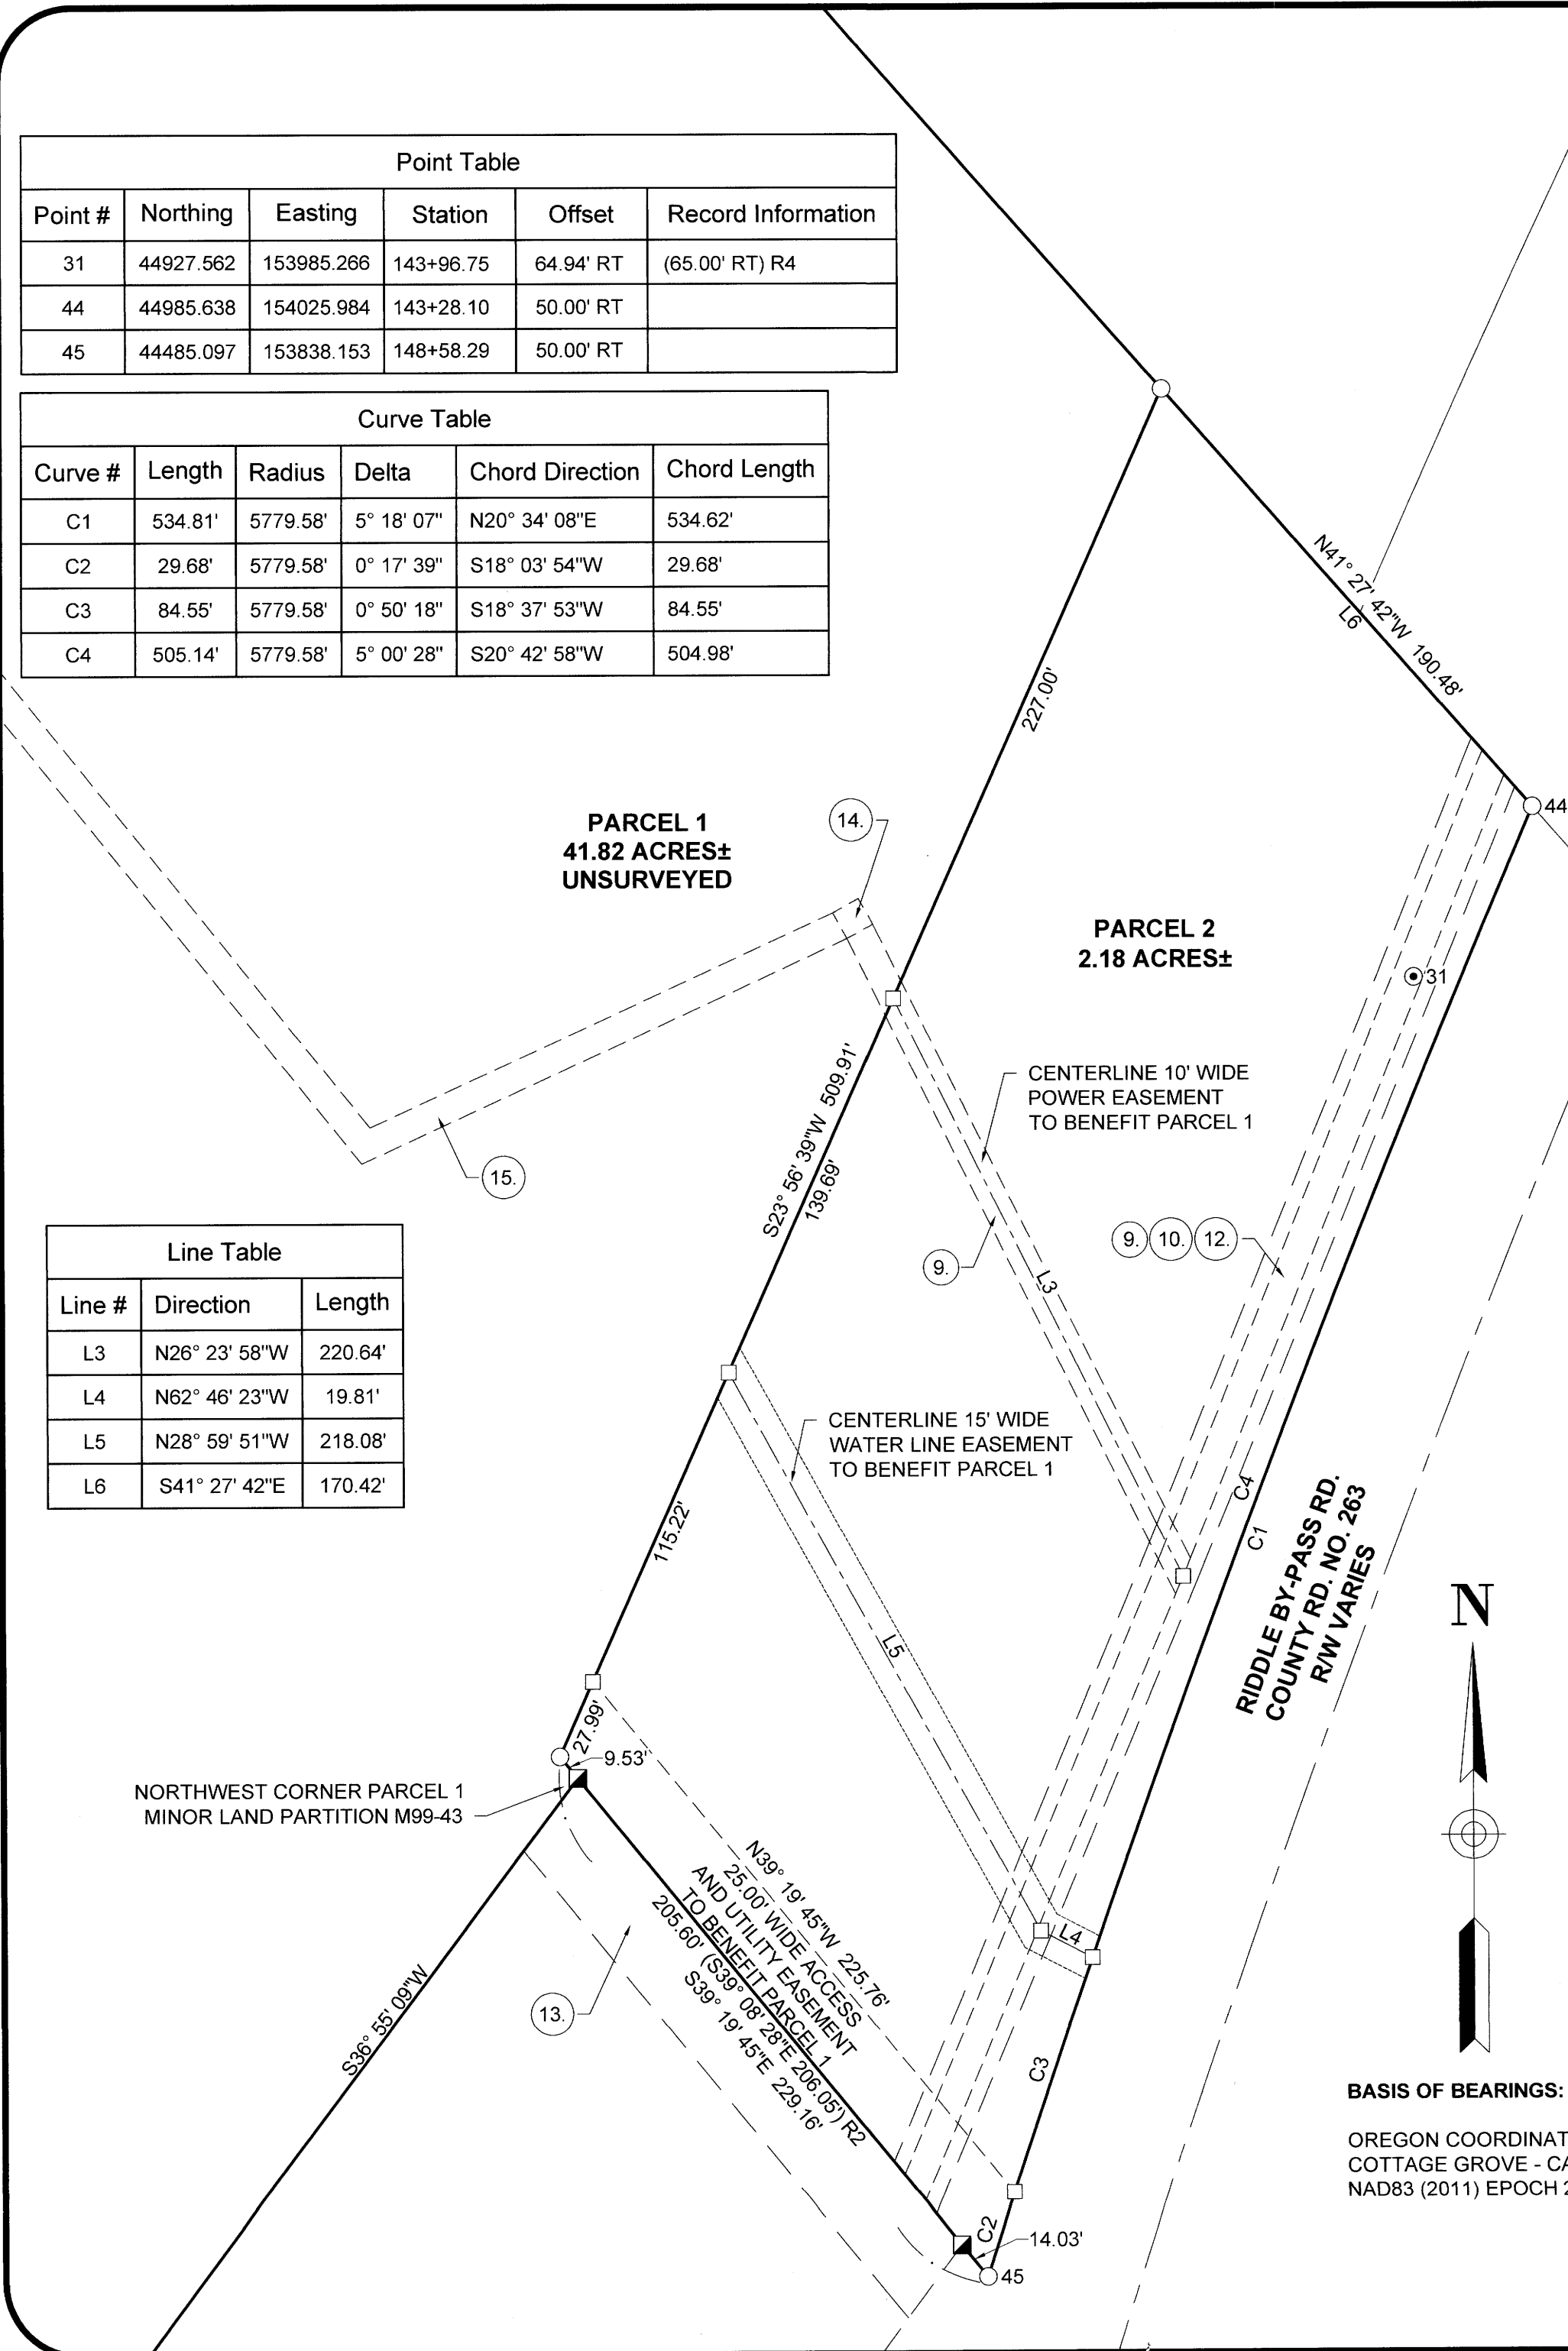 Point Table
Point # Northing Easting Station Offset Record Information
31 44927.562 153985.266 143+96.75 64.94' RT (65.00' RT) R4
44 44985.638 154025.984 143+28.10 50.00' RT
45 44485.097 153838.153 148+58.29 50.00' RT
Curve Table
Curve # Length Radius Delta Chord Direction Chord Length
C1 534.81' 5779.58' 5° 18' 07" N20° 34' 08"E 534.62'
C2 29.68' 5779.58' 0° 17' 39" S18° 03' 54"W 29.68'
C3 84.55' 5779.58' 0° 50' 18" S18° 37' 53"W 84.55'
C4 505.14' 5779.58' 5° 00' 28" S20° 42' 58"W 504.98'
N41° 27' 42"W 190.48'
L6
227.00'
44
PARCEL 1
41.82 ACRES±
UNSURVEYED
14.
PARCEL 2
2.18 ACRES±
31
S23° 56' 39"W 509.91'
139.69'
CENTERLINE 10' WIDE
POWER EASEMENT
TO BENEFIT PARCEL 1
15.
9.
L3
9. 10. 12.
Line Table
Line # Direction Length
L3 N26° 23' 58"W 220.64'
L4 N62° 46' 23"W 19.81'
L5 N28° 59' 51"W 218.08'
L6 S41° 27' 42"E 170.42'
CENTERLINE 15' WIDE
WATER LINE EASEMENT
TO BENEFIT PARCEL 1
115.22'
C4
C1
RIDDLE BY-PASS RD.
COUNTY RD. NO. 263
R/W VARIES
N
L5
27.99'
9.53'
NORTHWEST CORNER PARCEL 1
MINOR LAND PARTITION M99-43
N39° 19' 45"W 225.76'
25.00' WIDE ACCESS
AND UTILITY EASEMENT
TO BENEFIT PARCEL 1
205.60' (S39° 08' 28"E 206.05') R2
S39° 19' 45"E 229.16'
L4
13.
S36° 55' 09"W
C3
BASIS OF BEARINGS:
OREGON COORDINAT
COTTAGE GROVE - CA
NAD83 (2011) EPOCH 2
C2
14.03'
45